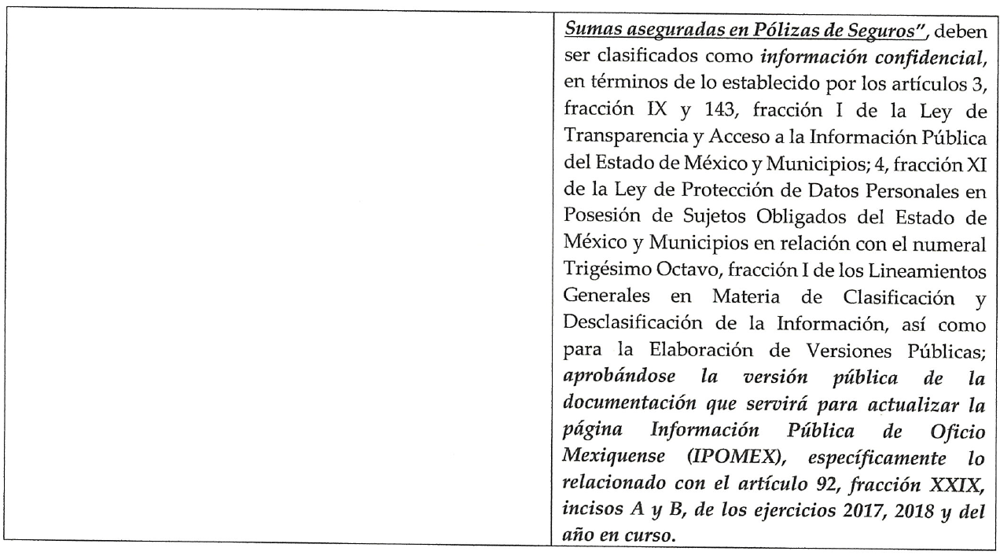 Sumas aseguradas en Pólizas de Seguros", deben
ser clasificados como información confidencial,
en términos de lo establecido por los artículos 3,
fracción IX y 143, fracción I de la Ley de
Transparencia y Acceso a la Información Pública
del Estado de México y Municipios; 4, fracción XI
de la Ley de Protección de Datos Personales en
Posesión de Sujetos Obligados del Estado de
México y Municipios en relación con el numeral
Trigésimo Octavo, fracción I de los Lineamientos
Generales en Materia de Clasificación y
Desclasificación de la Información, así como
para la Elaboración de Versiones Públicas;
aprobándose la versión pública de la
documentación que servirá para actualizar la
página Información Pública de Oficio
Mexiquense (IPOMEX), específicamente lo
relacionado con el artículo 92, fracción XXIX,
incisos A y B, de los ejercicios 2017, 2018 y del
año en curso.